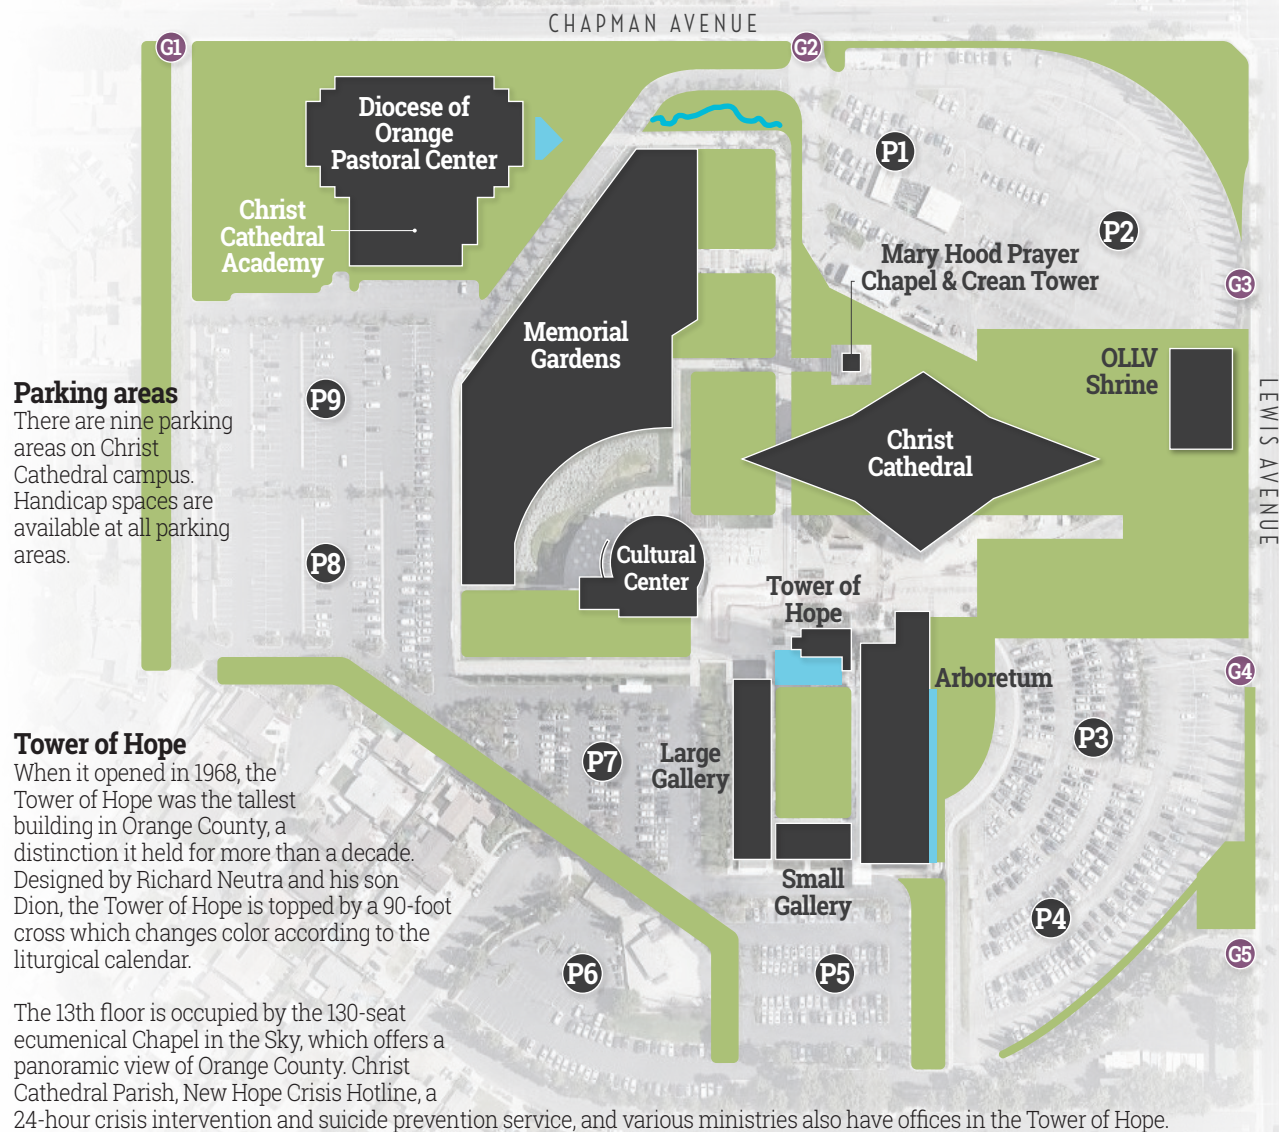 CHAPMAN AVENUE
G1
G2
Diocese of
Orange
Pastoral Center
P1
Christ
Cathedral
Academy
P2
Mary Hood Prayer
Chapel & Crean Tower
G3
Memorial
Gardens
OLLV
Shrine
LEWIS AVENUE
Parking areas
There are nine parking
areas on Christ
Cathedral campus.
Handicap spaces are
available at all parking
areas.
P9
Christ
Cathedral
P8
Cultural
Center
Tower of
Hope
G4
Arboretum
P3
Tower of Hope
When it opened in 1968, the
Tower of Hope was the tallest
building in Orange County, a
distinction it held for more than a decade.
Designed by Richard Neutra and his son
Dion, the Tower of Hope is topped by a 90-foot
cross which changes color according to the
liturgical calendar.
P7
Large
Gallery
Small
Gallery
P4
G5
P6
P5
The 13th floor is occupied by the 130-seat
ecumenical Chapel in the Sky, which offers a
panoramic view of Orange County. Christ
Cathedral Parish, New Hope Crisis Hotline, a
24-hour crisis intervention and suicide prevention service, and various ministries also have offices in the Tower of Hope.